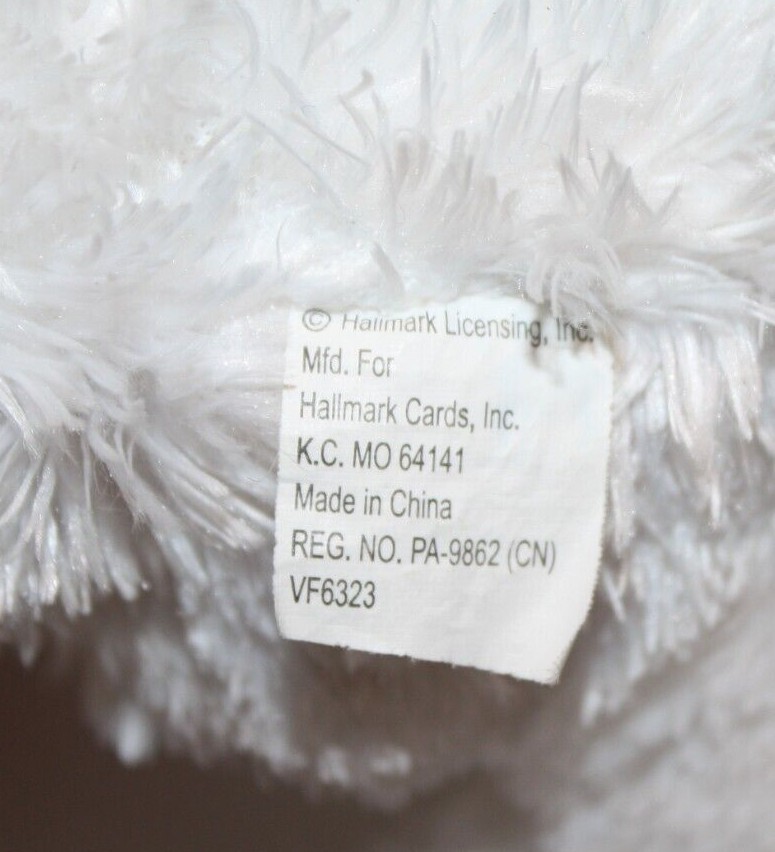 © Hallmark Licensing, Inc.
Mfd. For
Hallmark Cards, Inc.
K.C. MO 64141
Made in China
REG. NO. PA-9862 (CN)
VF6323